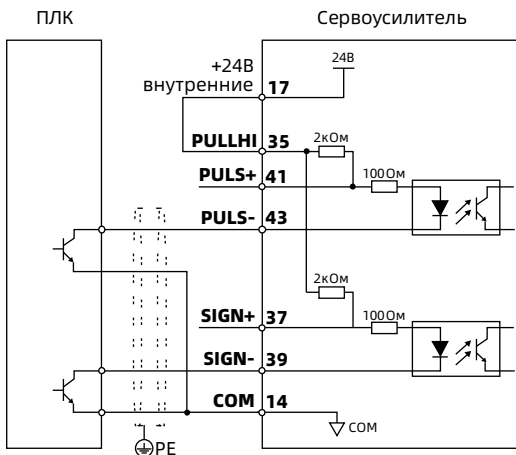 ПЛК
Сервоусилитель
+24В
внутренние
17
24В
PULLHI
35
2кОм
PULS+
41
100Ом
PULS-
43
2кОм
SIGN+
37
100Ом
SIGN-
39
COM
14
COM
PE